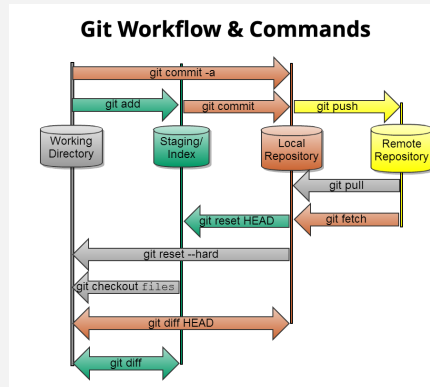 Git Workflow & Commands
git commit -a
git add
git commit
git push
Working
Directory
Staging/
Index
Local
Repository
Remote
Repository
git pull
git reset HEAD
git fetch
git reset --hard
git checkout files
git diff HEAD
git diff